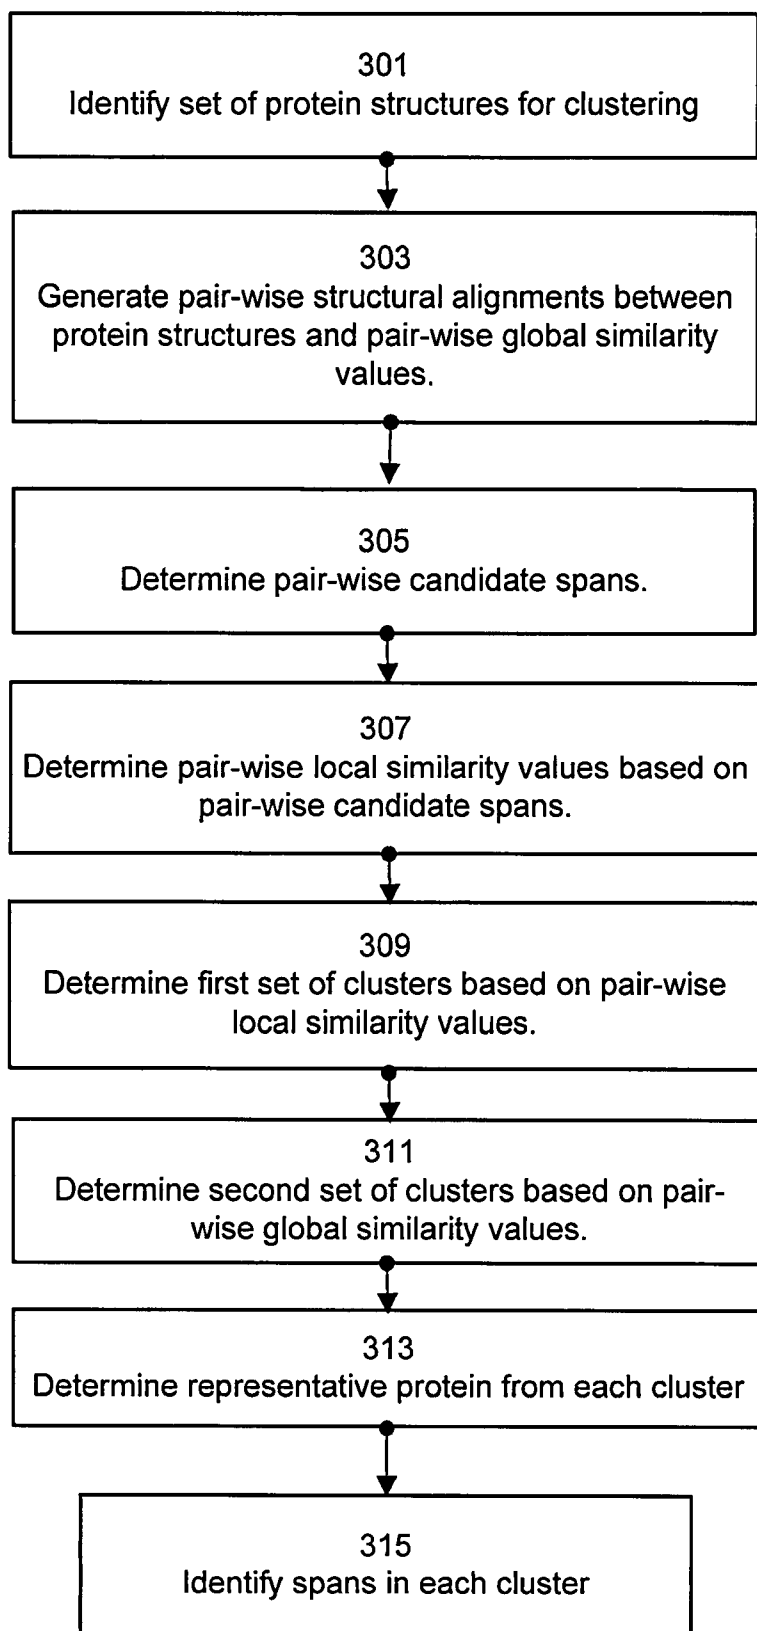 301
Identify set of protein structures for clustering
303
Generate pair-wise structural alignments between
protein structures and pair-wise global similarity
values.
305
Determine pair-wise candidate spans.
307
Determine pair-wise local similarity values based on
pair-wise candidate spans.
309
Determine first set of clusters based on pair-wise
local similarity values.
311
Determine second set of clusters based on pair-
wise global similarity values.
313
Determine representative protein from each cluster
315
Identify spans in each cluster